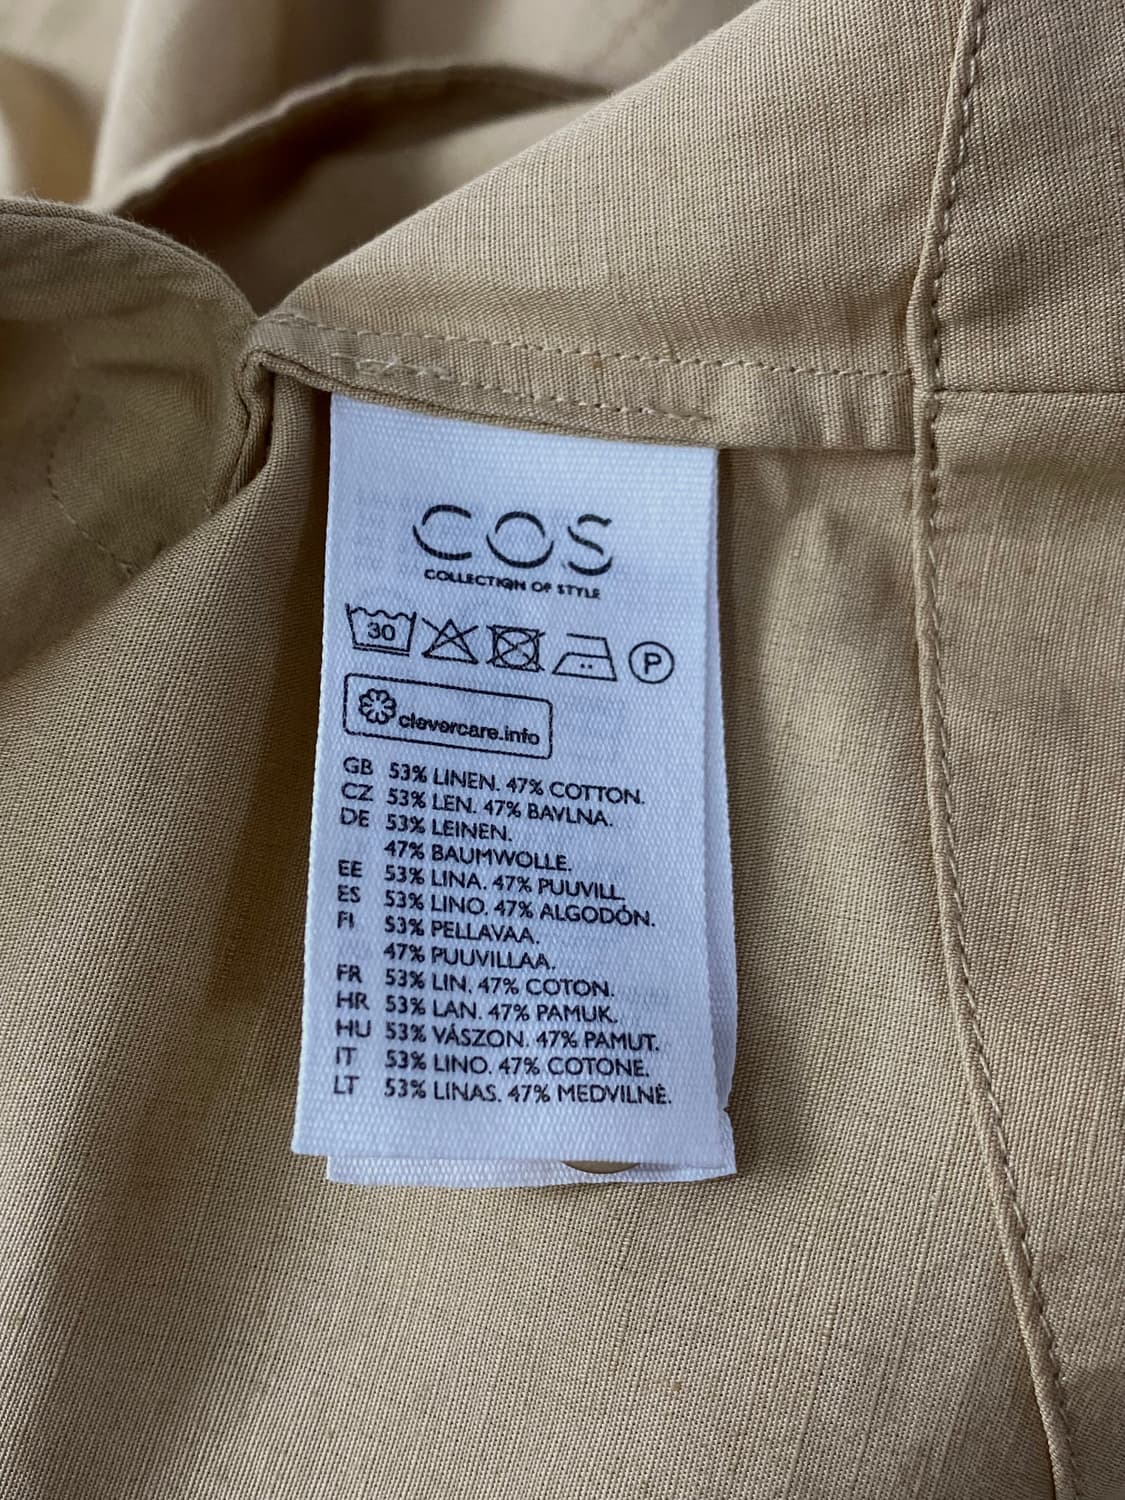 COS
COLLECTION OF STYLE
30
P
clevercare.info
GB 53% LINEN. 47% COTTON.
CZ 53% LEN. 47% BAVLNA.
DE 53% LEINEN.
47% BAUMWOLLE.
EE 53% LINA. 47% PUUVILL.
ES 53% LINO. 47% ALGODÓN.
FI 53% PELLAVAA.
47% PUUVILLAA.
FR 53% LIN. 47% COTON.
HR 53% LAN. 47% PAMUK.
HU 53% VÁSZON. 47% PAMUT.
IT 53% LINO. 47% COTONE.
LT 53% LINAS. 47% MEDVILNĖ.